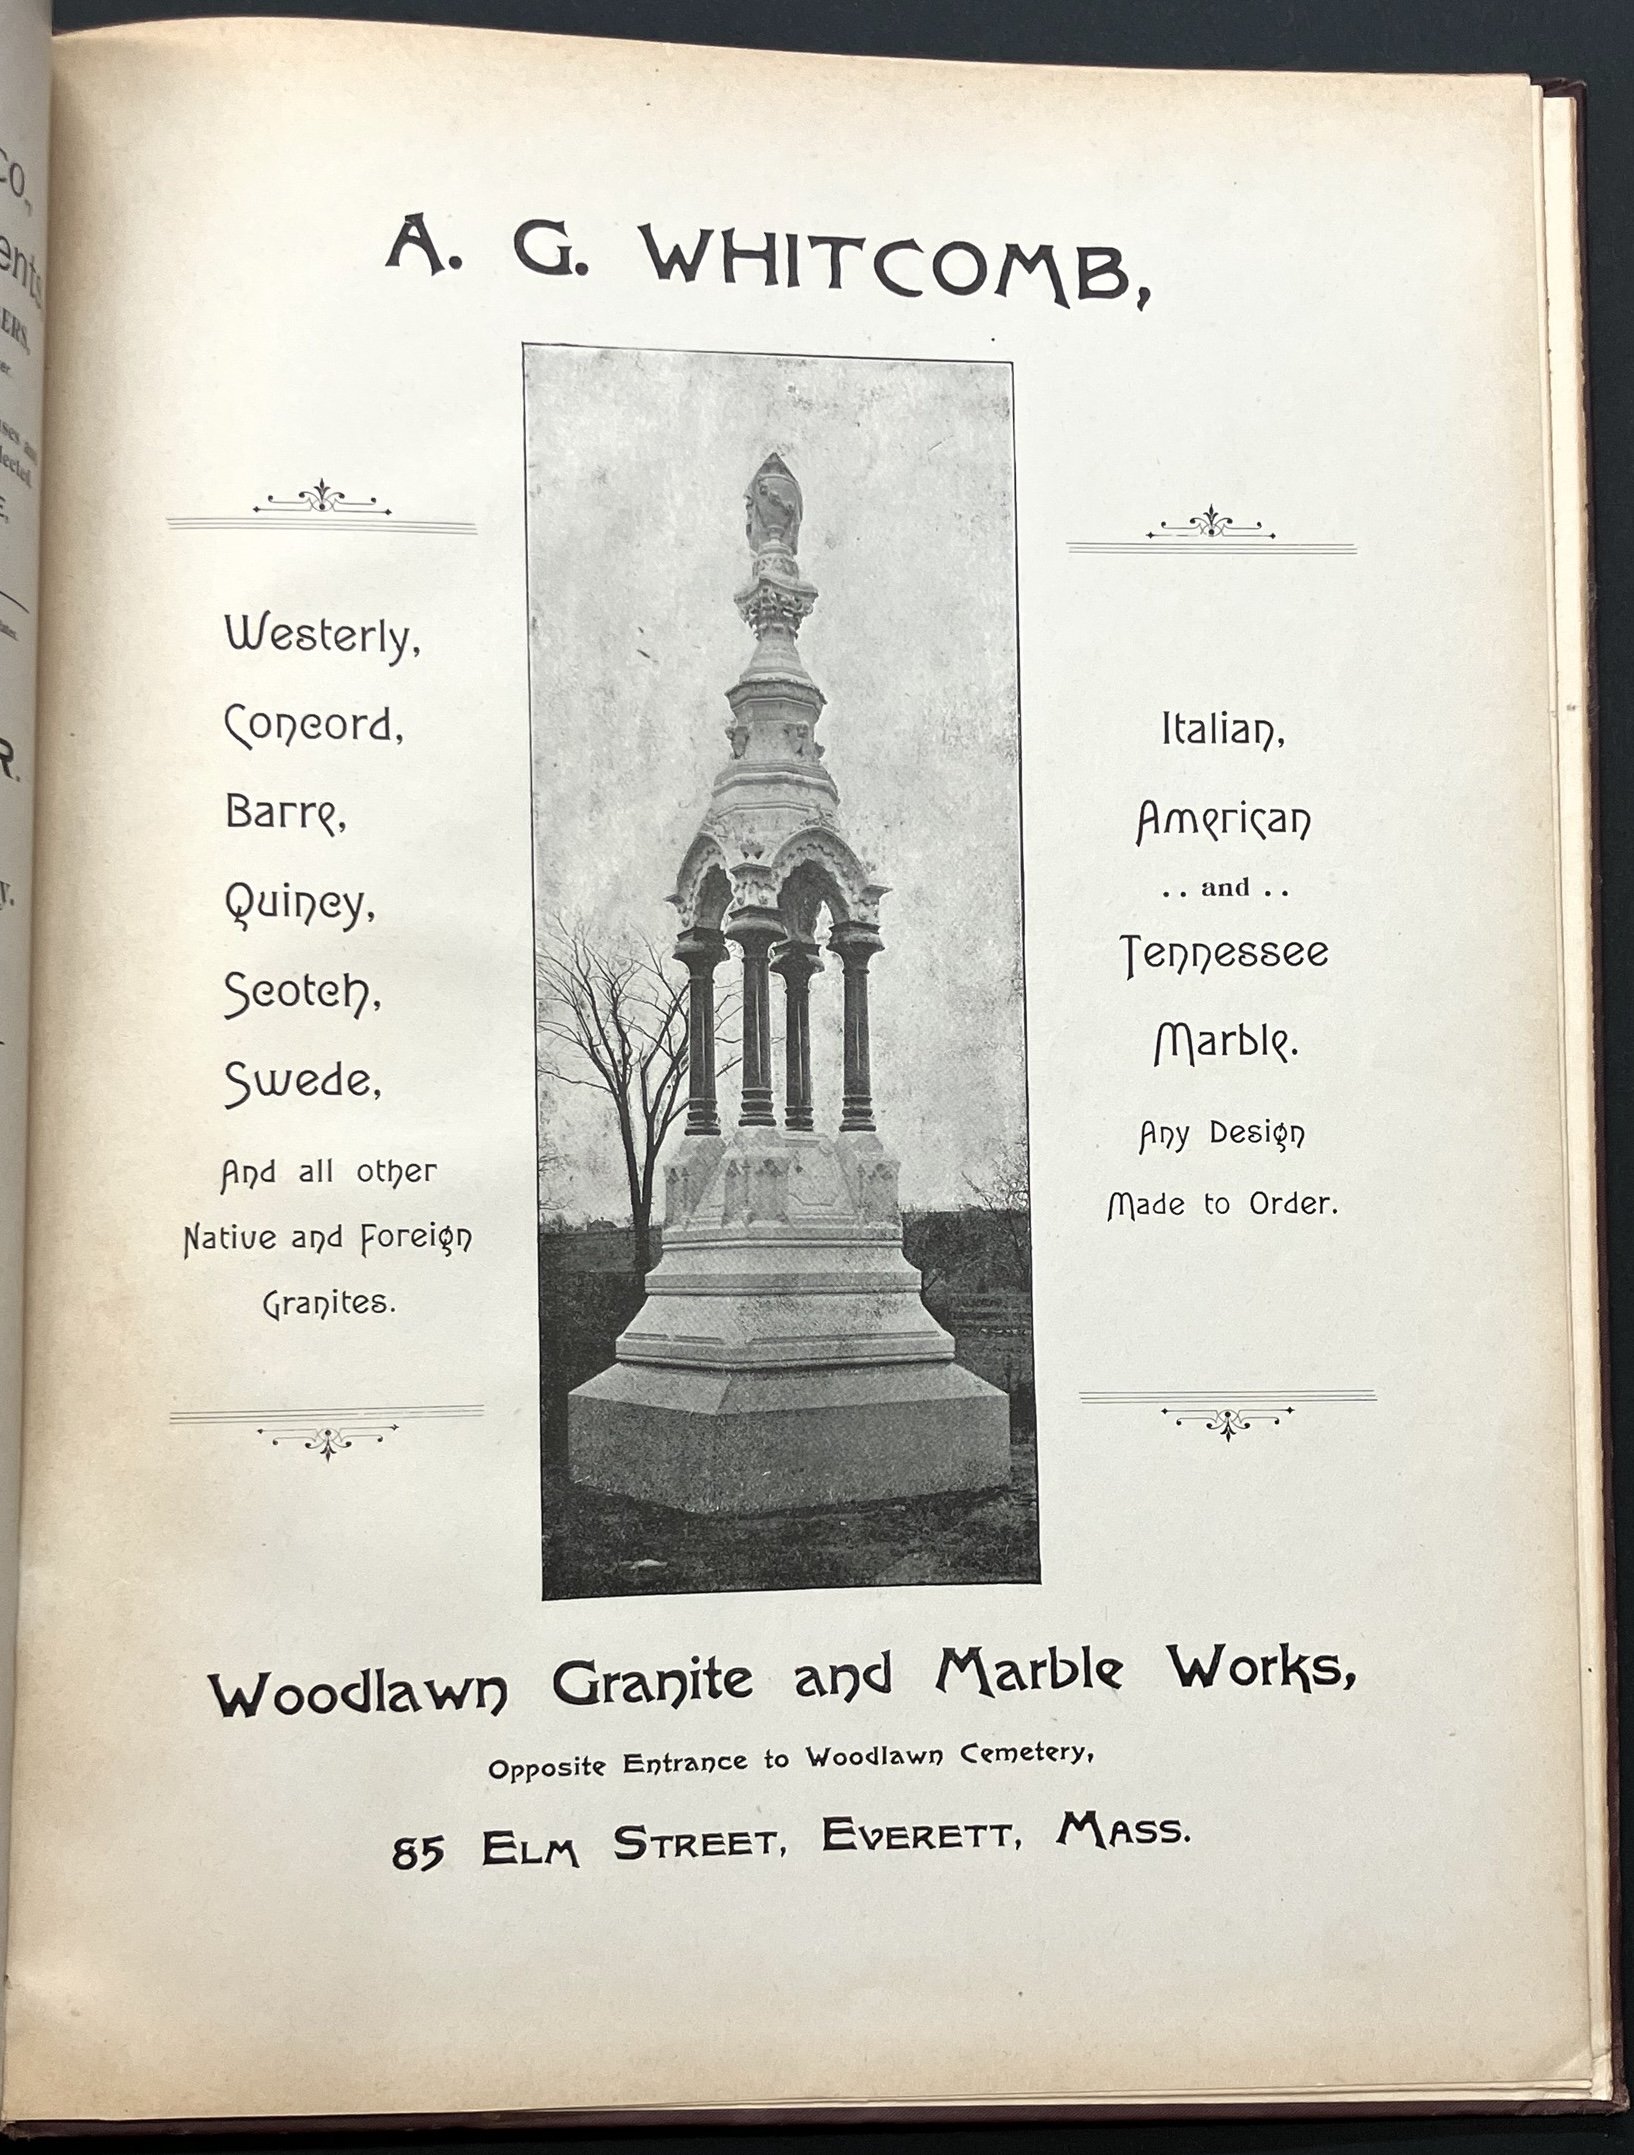 A. G. WHITCOMB,
Westerly,
Concord,
Barre,
Quincy,
Scotch,
Swede,
And all other
Native and Foreign
Granites.
Italian,
American
. . and . .
Tennessee
Marble.
Any Design
Made to Order.
Woodlawn Granite and Marble Works,
Opposite Entrance to Woodlawn Cemetery,
85 ELM STREET, EVERETT, MASS.